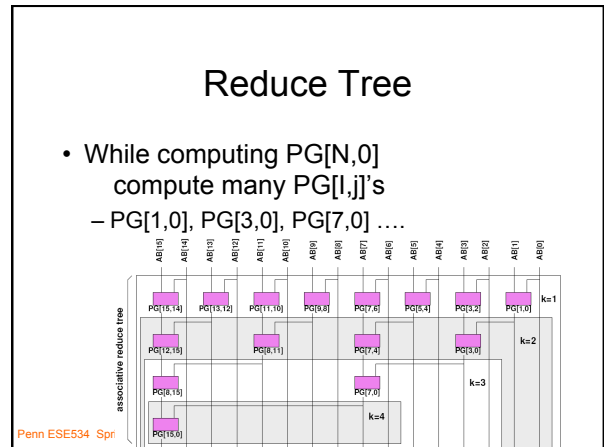 Reduce Tree
• While computing PG[N,0]
compute many PG[I,j]'s
– PG[1,0], PG[3,0], PG[7,0] ….
AB[15] AB[14] AB[13] AB[12] AB[11] AB[10] AB[9] AB[8] AB[7] AB[6] AB[5] AB[4] AB[3] AB[2] AB[1] AB[0]
associative reduce tree
PG[15,14] PG[13,12] PG[11,10] PG[9,8] PG[7,6] PG[5,4] PG[3,2] PG[1,0] k=1
k=2
PG[12,15] PG[8,11] PG[7,4] PG[3,0]
k=3
PG[8,15] PG[7,0]
k=4
PG[15,0]
Penn ESE534 Spri